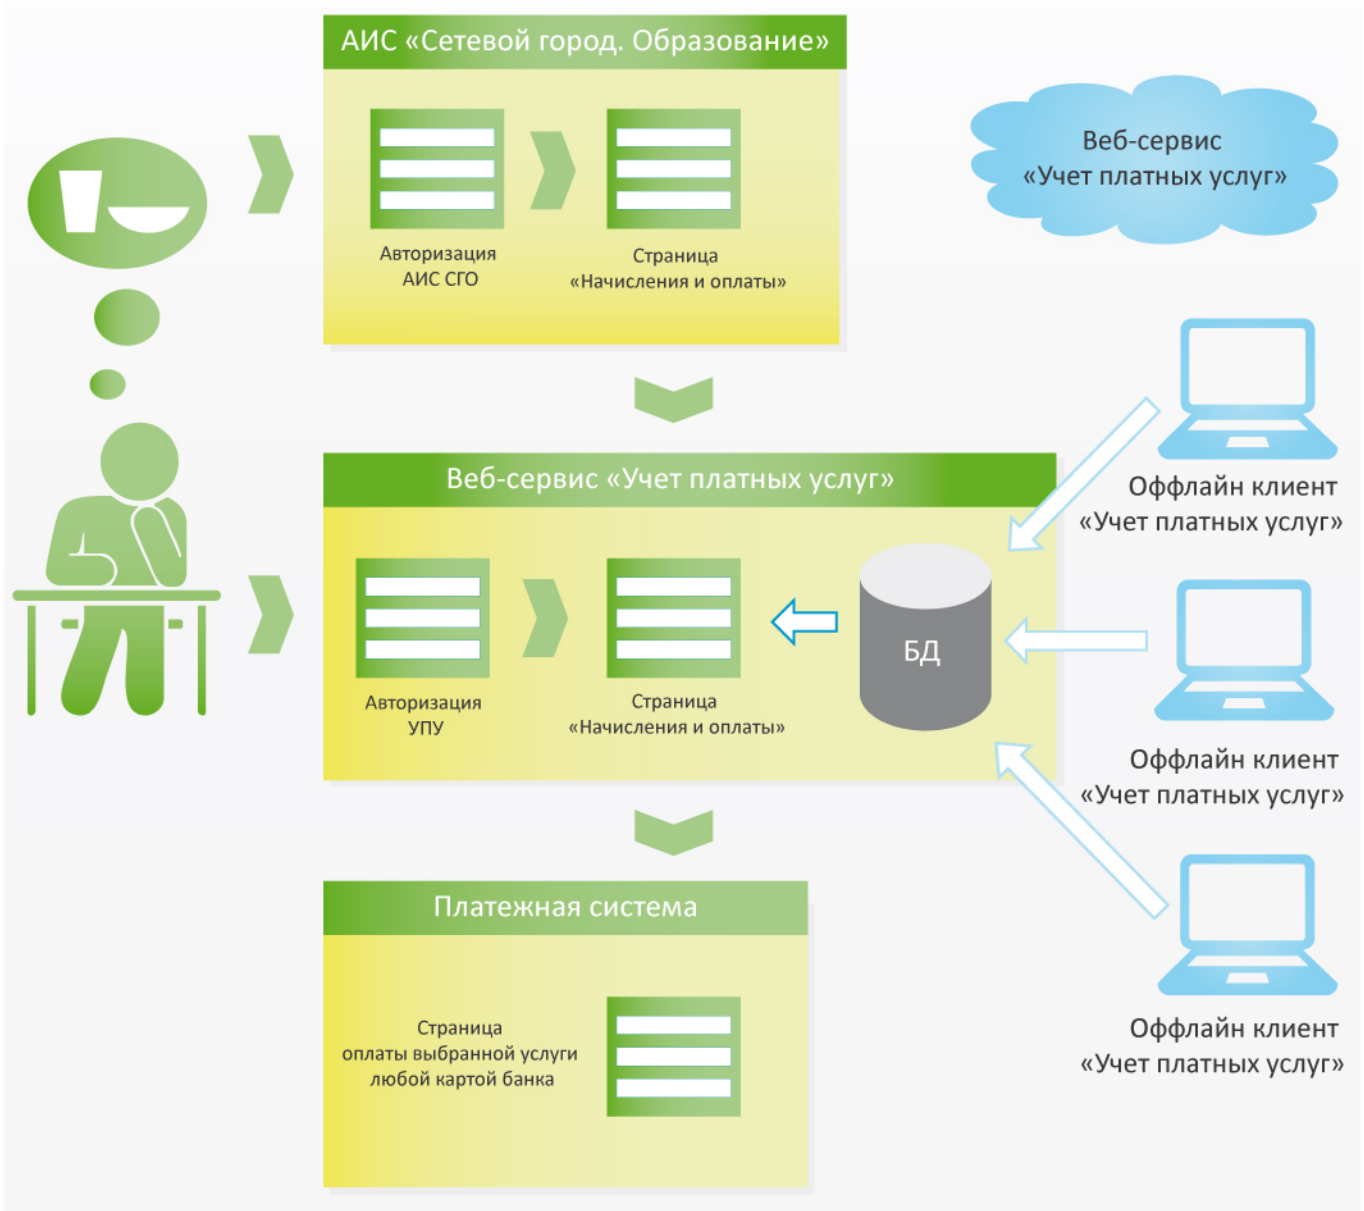 АИС «Сетевой город. Образование»
Авторизация
АИС СГО
Страница
«Начисления и оплаты»
Веб-сервис
«Учет платных услуг»
Веб-сервис «Учет платных услуг»
Авторизация
УПУ
Страница
«Начисления и оплаты»
БД
Оффлайн клиент
«Учет платных услуг»
Оффлайн клиент
«Учет платных услуг»
Оффлайн клиент
«Учет платных услуг»
Платежная система
Страница
оплаты выбранной услуги
любой картой банка